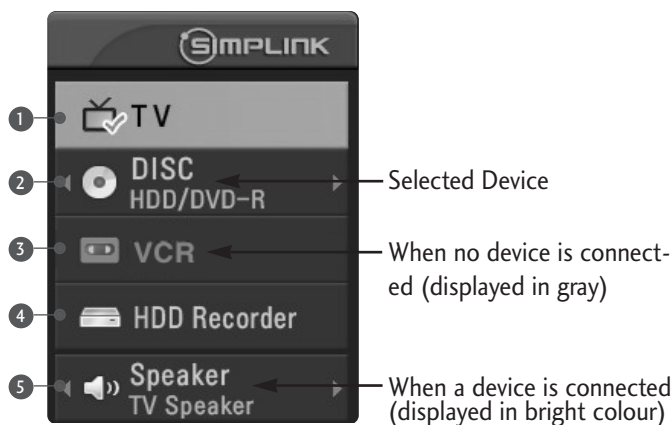 SIMPLINK
1 TV
2 DISC
HDD/DVD-R
Selected Device
3 VCR
When no device is connect-
ed (displayed in gray)
4 HDD Recorder
5 Speaker
TV Speaker
When a device is connected
(displayed in bright colour)